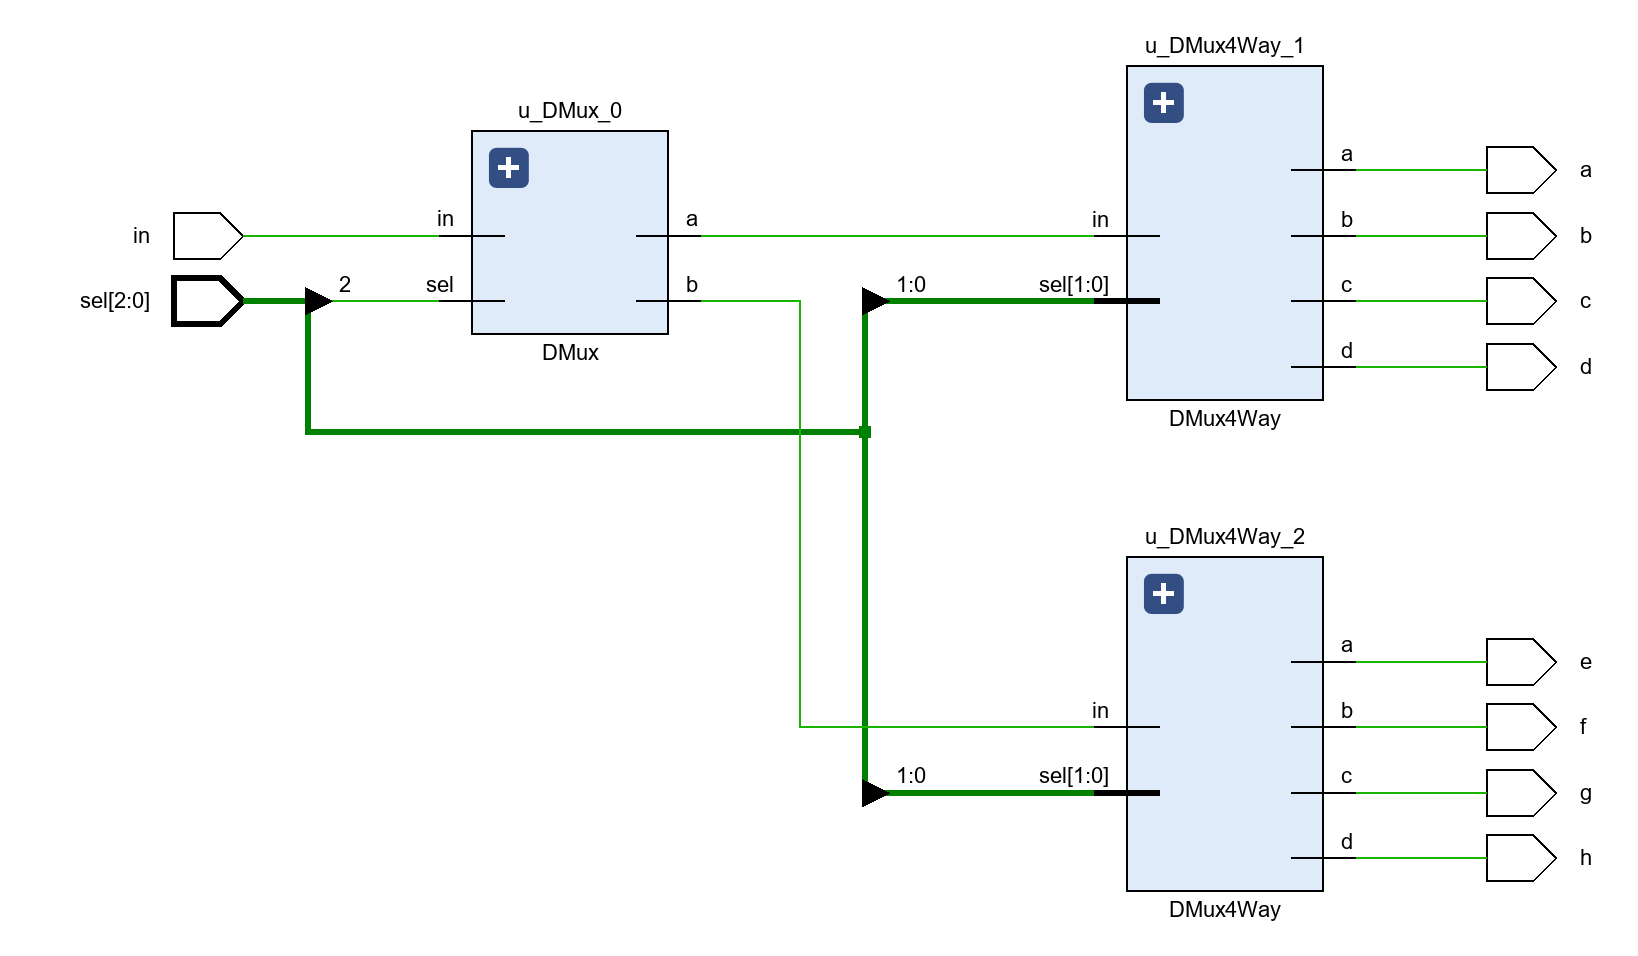 u_DMux4Way_1
u_DMux_0
a
in
in
a
in
b
a
b
sel[2:0]
2
sel
b
1:0
sel[1:0]
c
c
DMux
d
d
DMux4Way
u_DMux4Way_2
a
e
in
b
f
1:0
sel[1:0]
c
g
d
h
DMux4Way